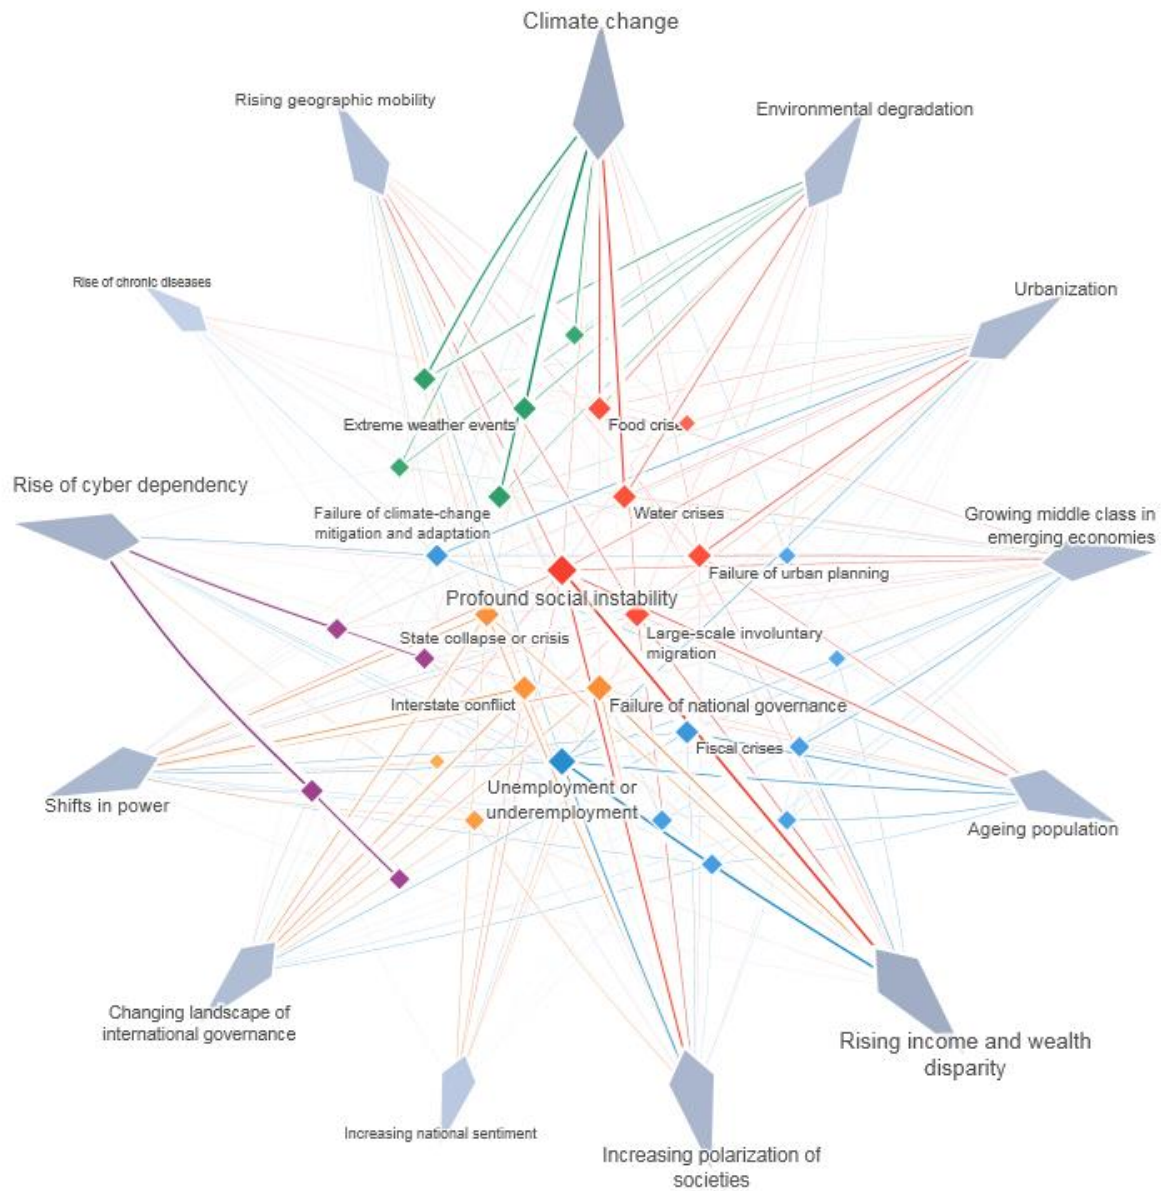 Climate change
Rising geographic mobility
Environmental degradation
Rise of chronic diseases
Urbanization
Extreme weather events
Food crise
Rise of cyber dependency
Failure of climate-change
mitigation and adaptation
Water crises
Growing middle class in
emerging economies
Failure of urban planning
Profound social instability
State collapse or crisis
Large-scale involuntary
migration
Interstate conflict
Failure of national governance
Fiscal crises
Unemployment or
underemployment
Shifts in power
Ageing population
Changing landscape of
international governance
Rising income and wealth
disparity
Increasing national sentiment
Increasing polarization of
societies